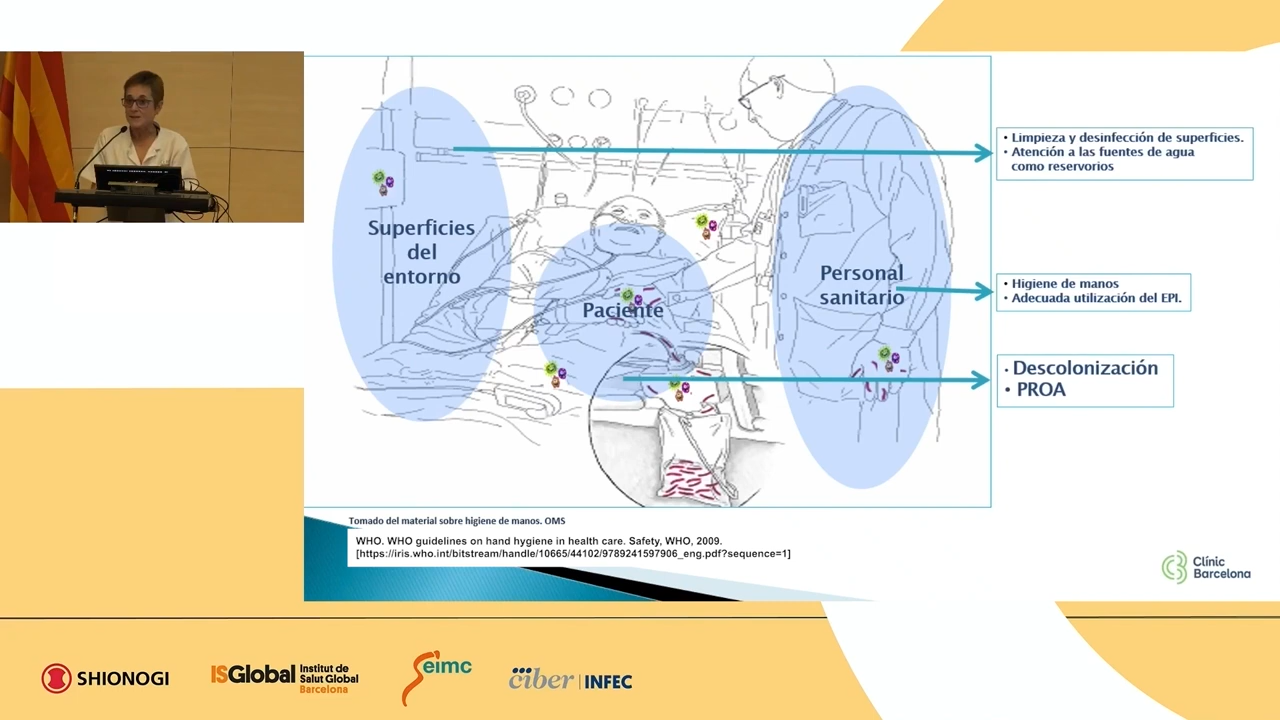 Superficies
del
entorno
Paciente
Personal
sanitario
• Limpieza y desinfección de superficies.
• Atención a las fuentes de agua
como reservorios
• Higiene de manos
• Adecuada utilización del EPI.
· Descolonización
• PROA
Tomado del material sobre higiene de manos. OMS
WHO. WHO guidelines on hand hygiene in health care. Safety, WHO, 2009.
[https://iris.who.int/bitstream/handle/10665/44102/9789241597906_eng.pdf?sequence=1]
Clínic
Barcelona
SHIONOGI
ISGlobal
Institut de
Salut Global
Barcelona
Seimc
ciber | INFEC